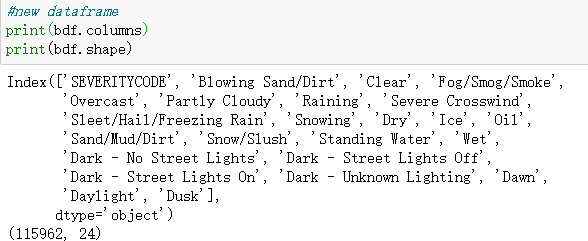 #new dataframe
print(bdf.columns)
print(bdf.shape)
Index(['SEVERITYCODE', 'Blowing Sand/Dirt', 'Clear', 'Fog/Smog/Smoke',
'Overcast', 'Partly Cloudy', 'Raining', 'Severe Crosswind',
'Sleet/Hail/Freezing Rain', 'Snowing', 'Dry', 'Ice', 'Oil',
'Sand/Mud/Dirt', 'Snow/Slush', 'Standing Water', 'Wet',
'Dark - No Street Lights', 'Dark - Street Lights Off',
'Dark - Street Lights On', 'Dark - Unknown Lighting', 'Dawn',
'Daylight', 'Dusk'],
dtype='object')
(115962, 24)